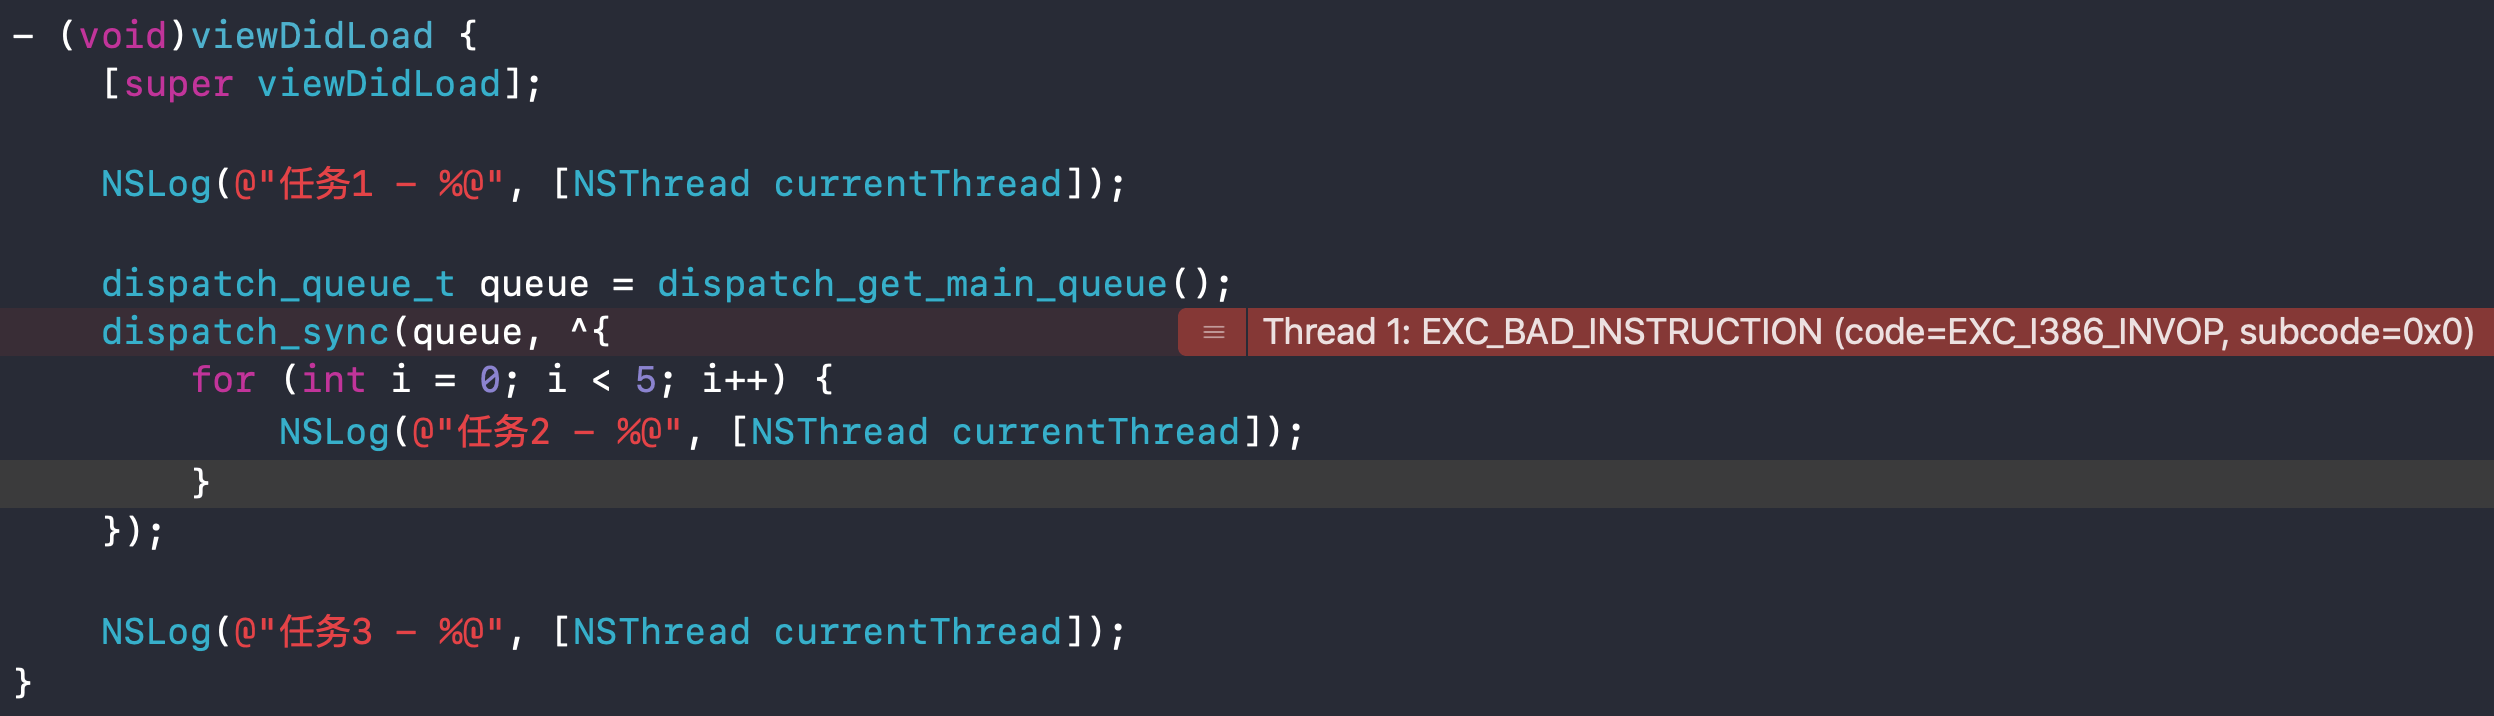 - (void)viewDidLoad {
[super viewDidLoad];
NSLog(@"任务1 - %@", [NSThread currentThread]);
dispatch_queue_t queue = dispatch_get_main_queue();
dispatch_sync(queue, ^{ Thread 1: EXC_BAD_INSTRUCTION (code=EXC_I386_INVOP, subcode=0x0)
for (int i = 0; i < 5; i++) {
NSLog(@"任务2 - %@", [NSThread currentThread]);
}
});
NSLog(@"任务3 - %@", [NSThread currentThread]);
}